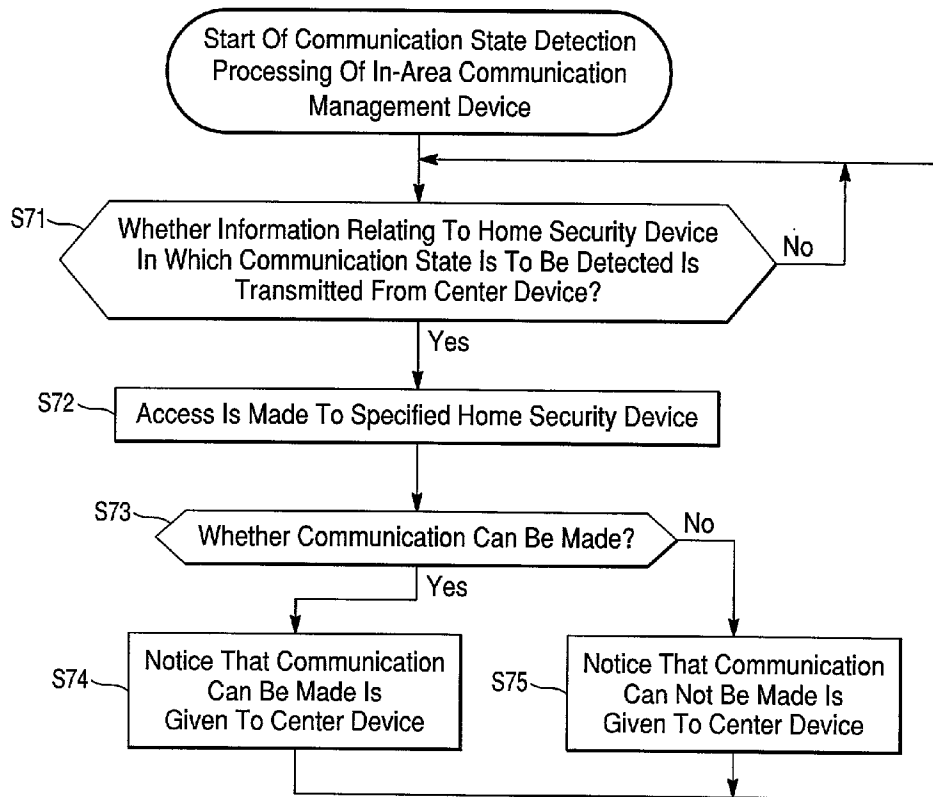 Start Of Communication State Detection
Processing Of In-Area Communication
Management Device
S71
Whether Information Relating To Home Security Device
In Which Communication State Is To Be Detected Is
Transmitted From Center Device?
No
Yes
S72
Access Is Made To Specified Home Security Device
S73
Whether Communication Can Be Made?
No
Yes
S74
Notice That Communication
Can Be Made Is
Given To Center Device
S75
Notice That Communication
Can Not Be Made Is
Given To Center Device